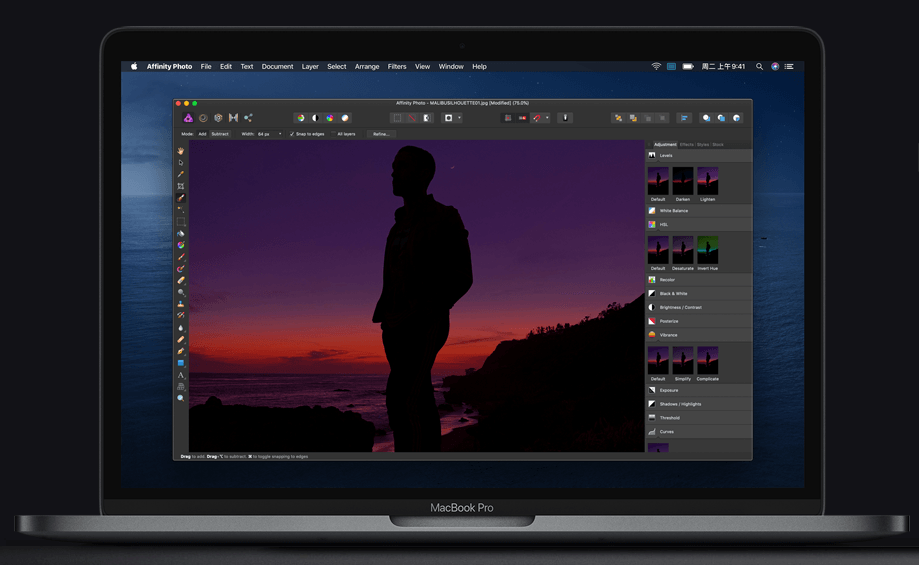 Affinity Photo File Edit Text Document Layer Select Arrange Filters View Window Help 周二 上午9:41
Affinity Photo - MALIBUSILHOUETTE01.jpg [Modified] (75.0%)
Mode: Add Subtract Width: 64 px Snap to edges All layers Refine...
Adjustment Effects Styles Stock
Levels
Default Darken Lighten
White Balance
HSL
Default Desaturate Invert Hue
Recolor
Black & White
Brightness / Contrast
Posterize
Vibrance
Default Simplify Complicate
Exposure
Shadows / Highlights
Threshold
Curves
Drag to add. Drag+⌥ to subtract. ⌘ to toggle snapping to edges
MacBook Pro